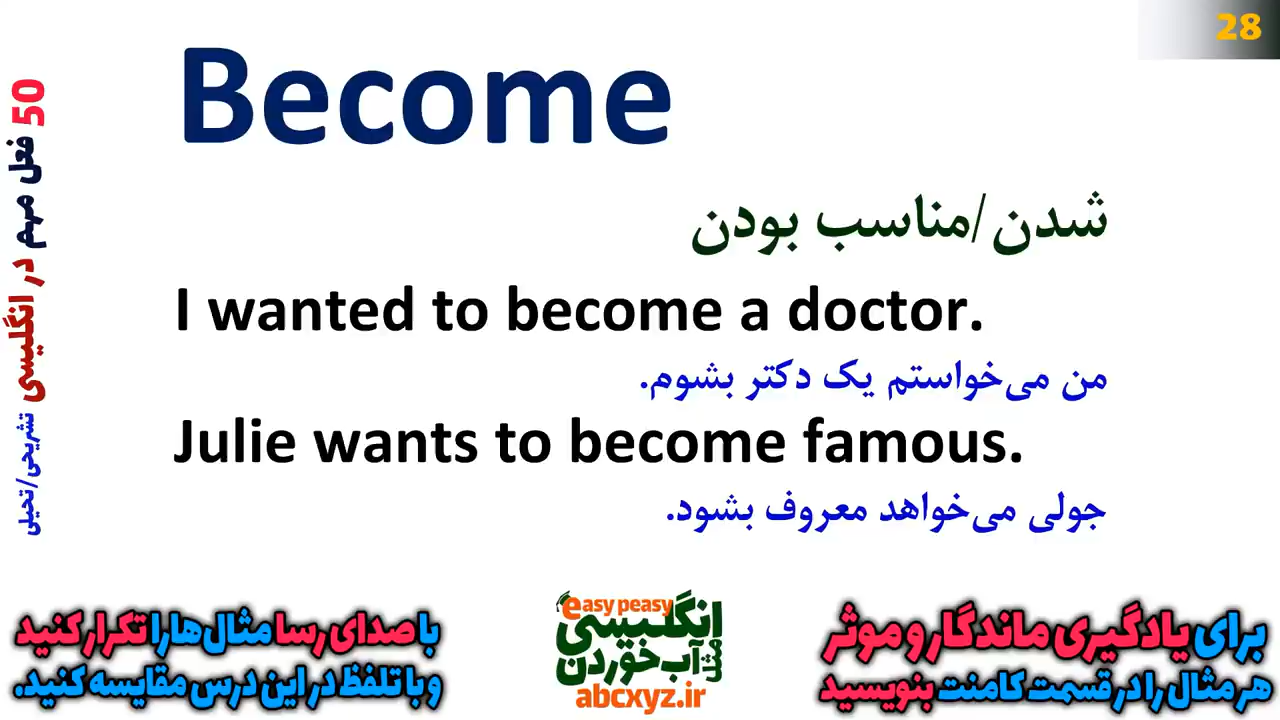 28
Become
شدن/مناسب بودن
I wanted to become a doctor.
من می‌خواستم یک دکتر بشوم.
Julie wants to become famous.
جولی می‌خواهد معروف بشود.
50 فعل مهم در انگلیسی تشریحی/تحیلی
برای یادگیری ماندگار و موثر
هر مثال را در قسمت کامنت بنویسید
easy peasy
انگلیسی
مثل آب خوردن
abcxyz.ir
با صدای رسا مثال‌ها را تکرار کنید
و با تلفظ در این درس مقایسه کنید.